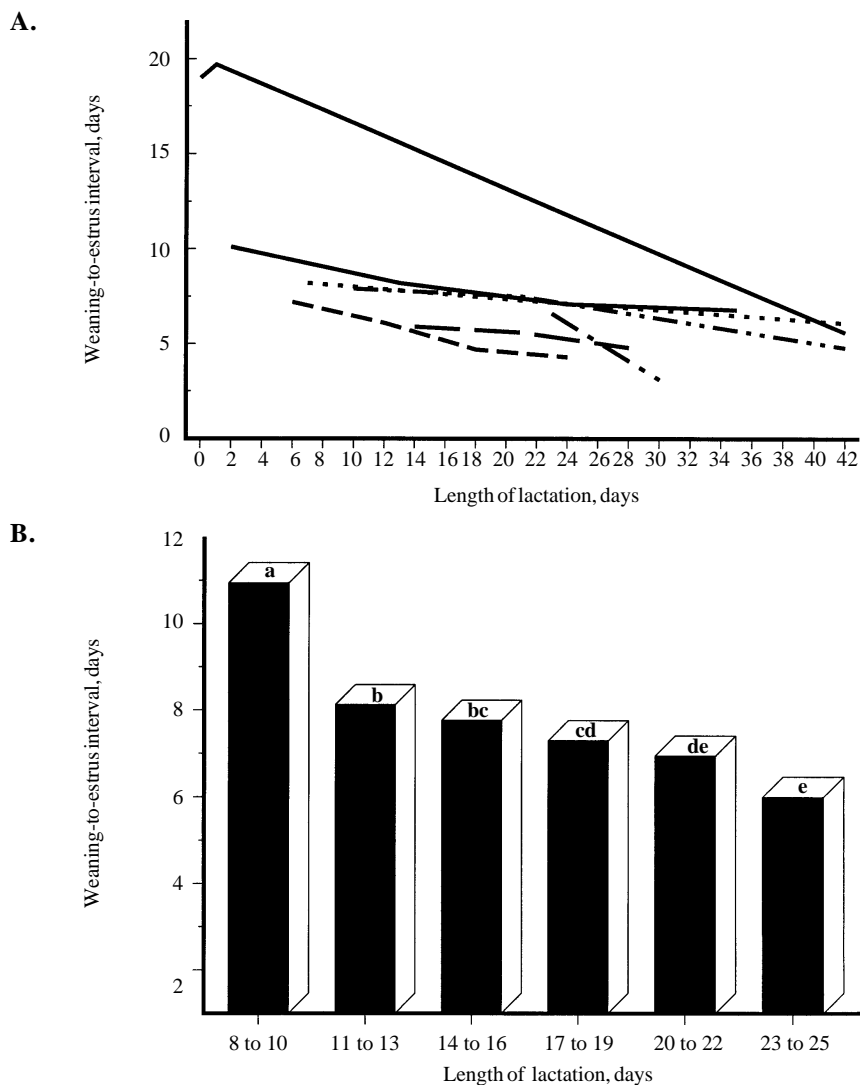 A.
Weaning-to-estrus interval, days
20
15
10
5
0
0 2 4 6 8 10 12 14 16 18 20 22 24 26 28 30 32 34 36 38 40 42
Length of lactation, days
B.
Weaning-to-estrus interval, days
12
10
8
6
4
2
a
b
bc
cd
de
e
8 to 10 11 to 13 14 to 16 17 to 19 20 to 22 23 to 25
Length of lactation, days